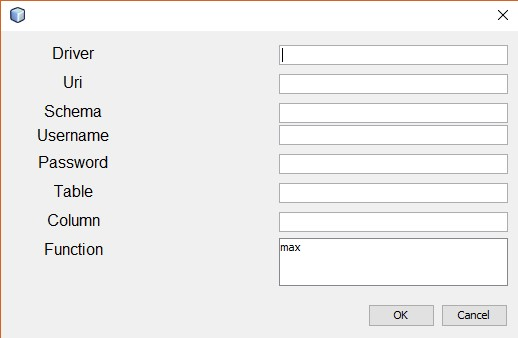 Driver
Uri
Schema
Username
Password
Table
Column
Function
max
OK
Cancel